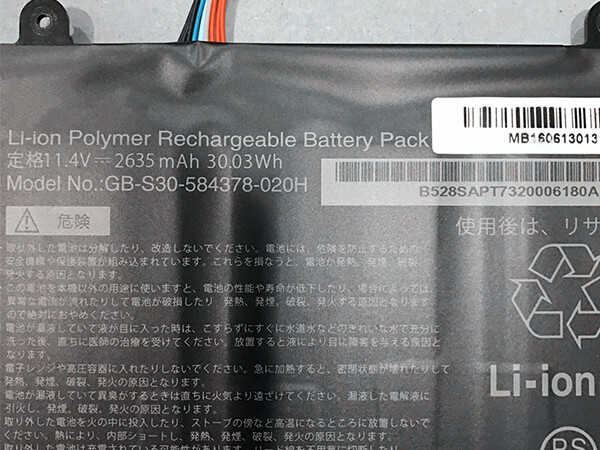 Li-ion Polymer Rechargeable Battery Pack
MB160613013
定格11.4V⎓2635mAh 30.03Wh
Model No.:GB-S30-584378-020H
B528SAPT7320006180A
危険
使用後は、リサ
・取り外した電池は分解したり、改造しないでください。電池には、危険を防止するための
安全機構や保護装置が組み込まれています。これらを損なうと、電池が発熱、発煙、破裂、
発火する原因となります。
・この電池を本機以外の用途に使いますと、電池の性能や寿命が低下したり、場合によっては
異常な電流が流れたりして電池が破損したり 発熱、発煙、破裂、発火する原因となります
ので絶対におやめください。
電池が漏液していて液が目に入った時は、こすらずにすぐに水道水などのきれいな水で充分に
洗った後、直ちに医師の治療を受けてください。放置すると液により目に障害を与える原因と
なります。
電子レンジや高圧容器に入れたりしないでください。急に加熱すると、密閉状態が壊れたりして
発熱、発煙、破裂、発火の原因になります。
電池が漏液していて異臭がするときは直ちに火気より遠ざけてください。漏液した電解液に
引火し、発煙、破裂、発火の原因になります。
取り外した電池を火の中に投入したり、ストーブの傍など高温になるところに放置しないで
ください。熱により、内部ショートし、発熱、発煙、破裂、発火する原因となります。
Li-ion
PS